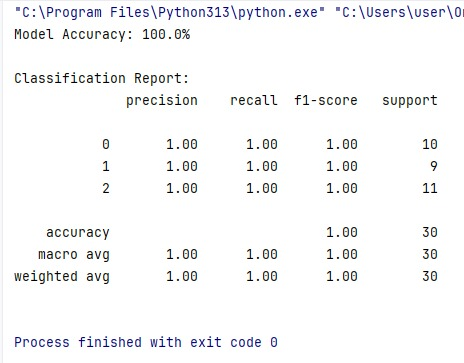 "C:\Program Files\Python313\python.exe" "C:\Users\user\
Model Accuracy: 100.0%
Classification Report:
precision recall f1-score support
0 1.00 1.00 1.00 10
1 1.00 1.00 1.00 9
2 1.00 1.00 1.00 11
accuracy 1.00 30
macro avg 1.00 1.00 1.00 30
weighted avg 1.00 1.00 1.00 30
Process finished with exit code 0